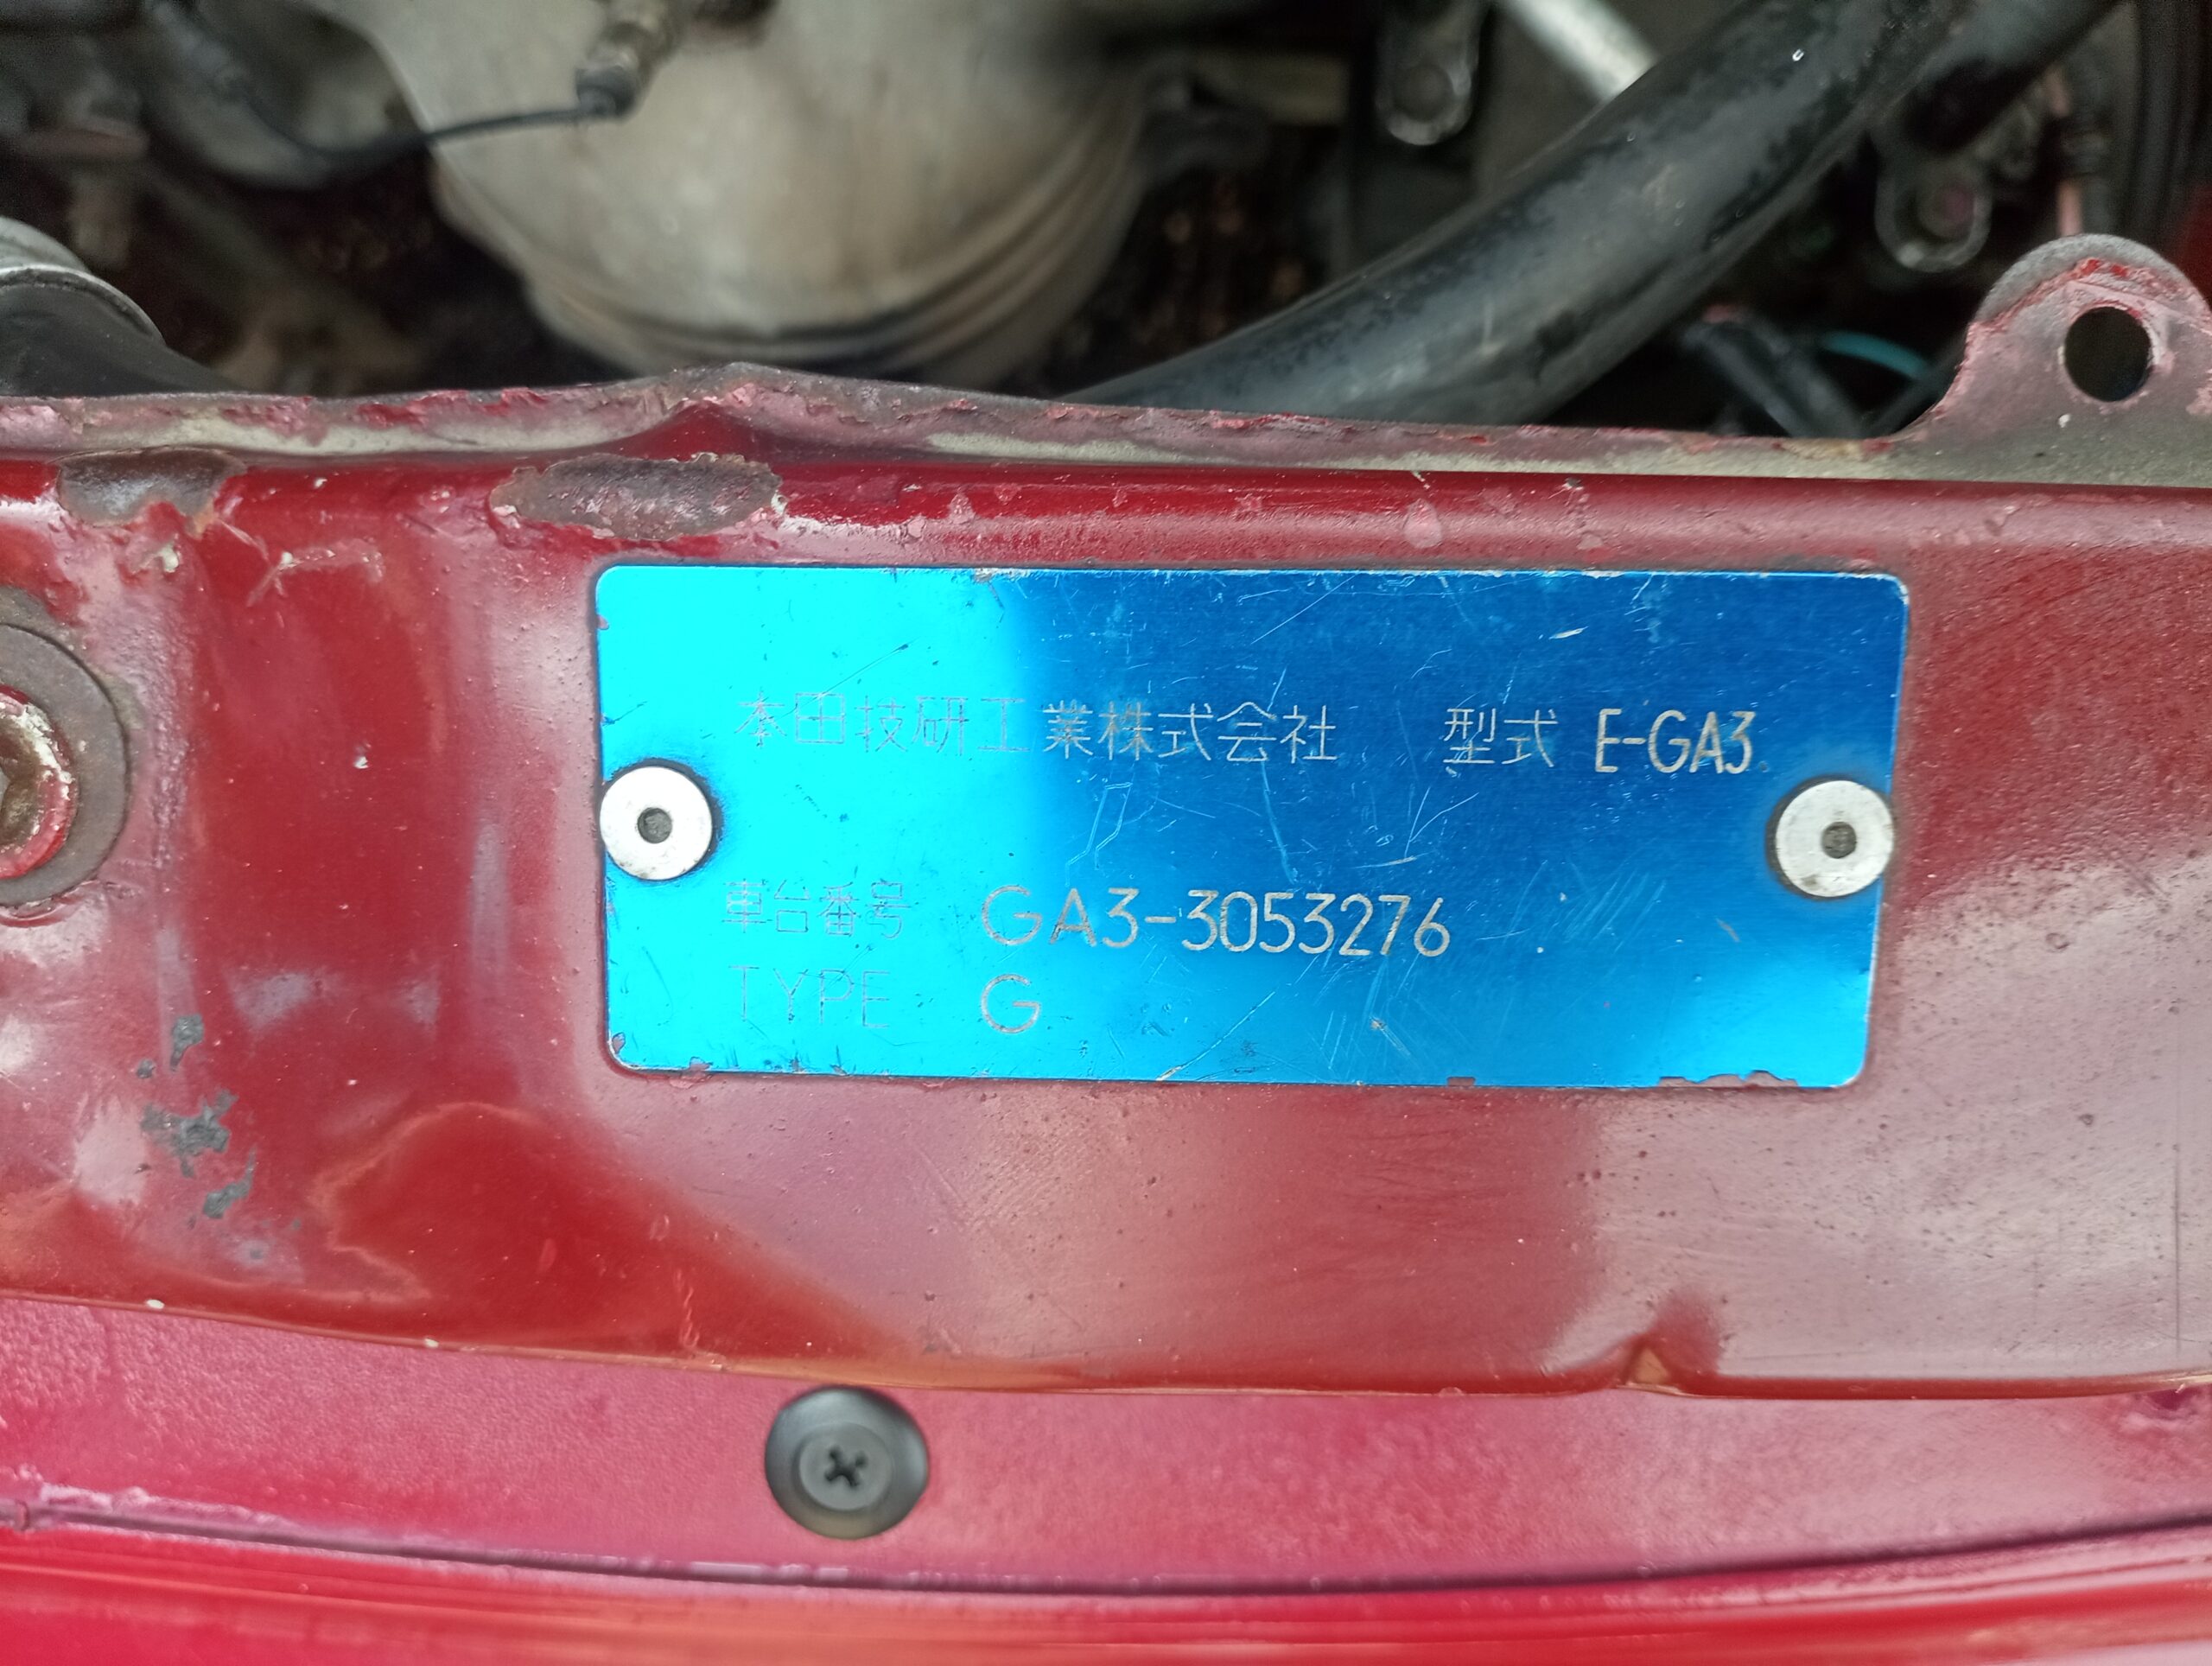 本田技研工業株式会社 型式 E-GA3
車台番号 GA3-3053276
TYPE G